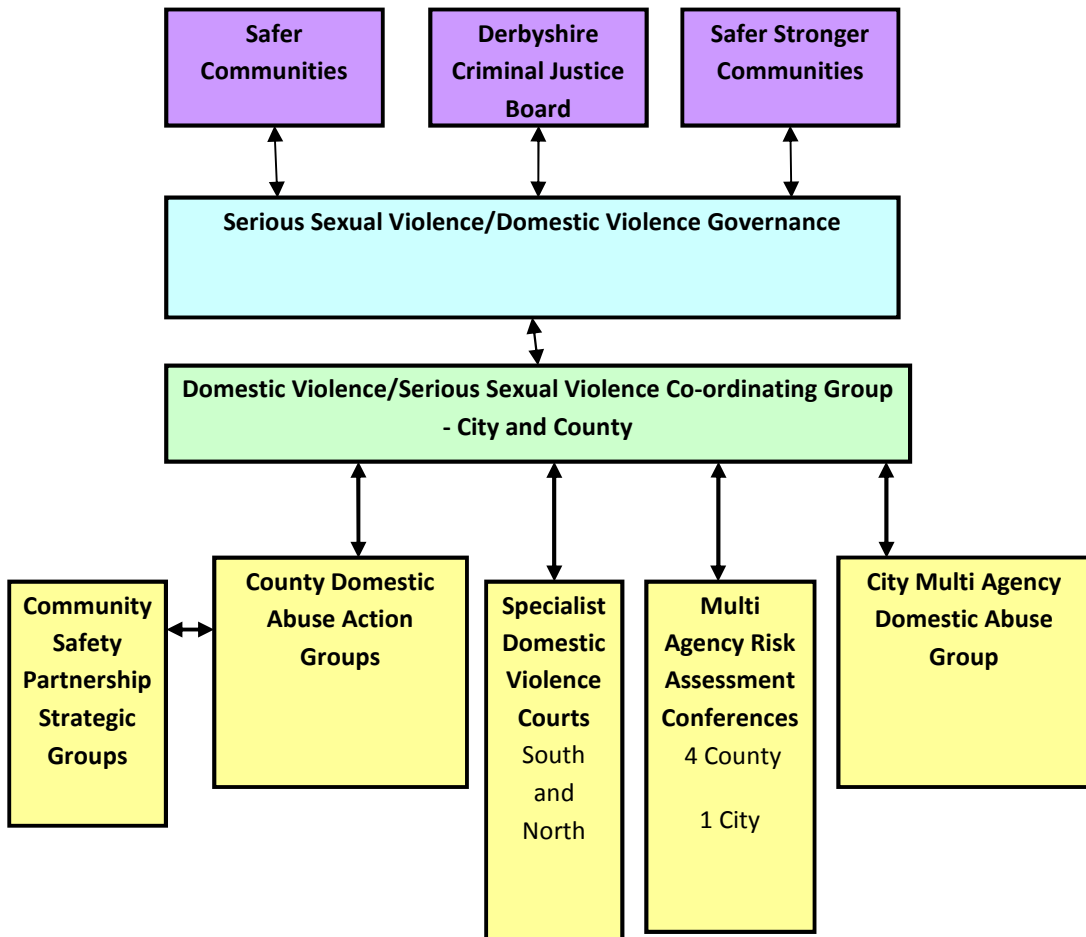 Safer
Communities
Derbyshire
Criminal Justice
Board
Safer Stronger
Communities
Serious Sexual Violence/Domestic Violence Governance
Domestic Violence/Serious Sexual Violence Co-ordinating Group
- City and County
Community
Safety
Partnership
Strategic
Groups
County Domestic
Abuse Action
Groups
Specialist
Domestic
Violence
Courts
South
and
North
Multi
Agency Risk
Assessment
Conferences
4 County
1 City
City Multi Agency
Domestic Abuse
Group